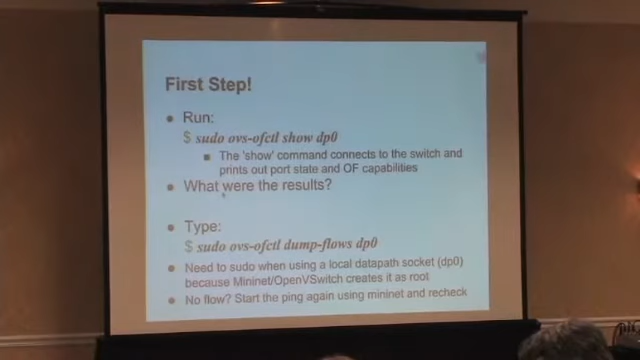 First Step!
• Run:
$ sudo ovs-ofctl show dp0
■ The 'show' command connects to the switch and
prints out port state and OF capabilities
• What were the results?
• Type:
$ sudo ovs-ofctl dump-flows dp0
• Need to sudo when using a local datapath socket (dp0)
because Mininet/OpenVSwitch creates it as root
• No flow? Start the ping again using mininet and recheck